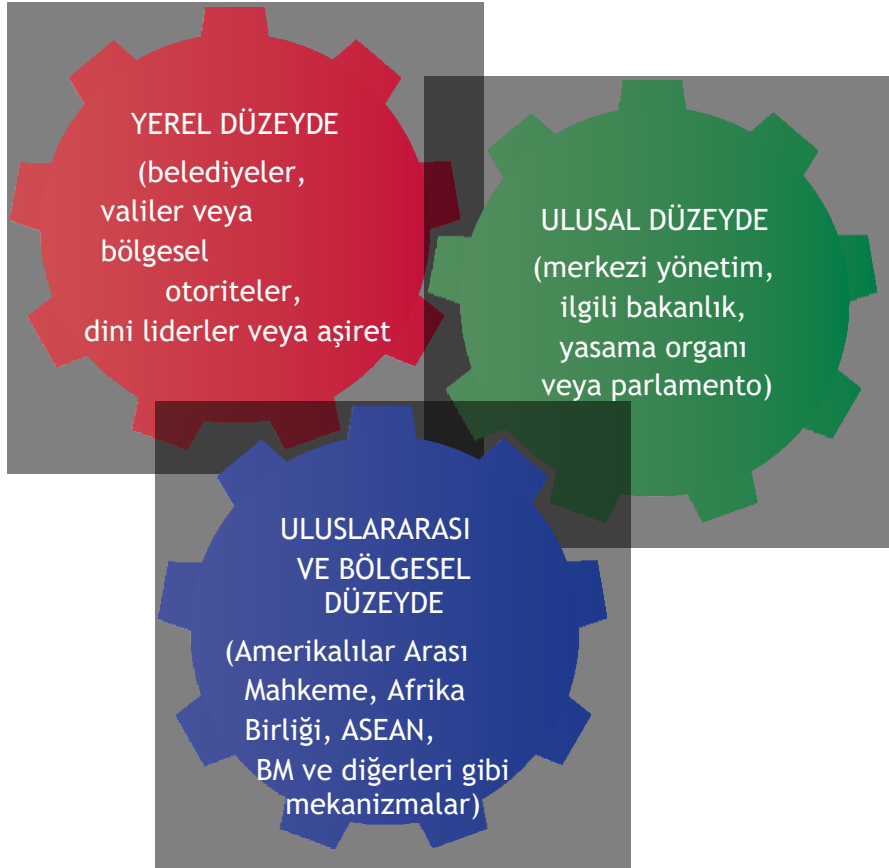 YEREL DÜZEYDE
(belediyeler,
valiler veya
bölgesel
otoriteler,
dini liderler veya aşiret
ULUSAL DÜZEYDE
(merkezi yönetim,
ilgili bakanlık,
yasama organı
veya parlamento)
ULUSLARARASI
VE BÖLGESEL
DÜZEYDE
(Amerikalılar Arası
Mahkeme, Afrika
Birliği, ASEAN,
BM ve diğerleri gibi
mekanizmalar)